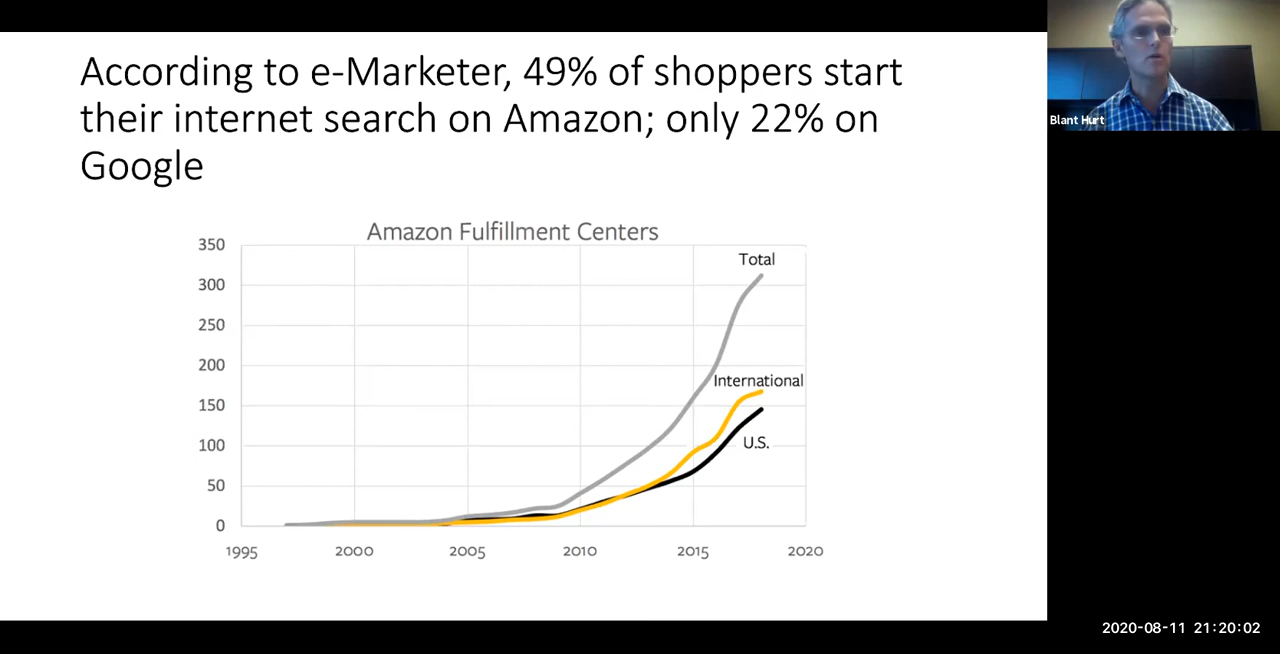 According to e-Marketer, 49% of shoppers start
their internet search on Amazon; only 22% on
Google
Blant Hurt
Amazon Fulfillment Centers
350
300
250
200
150
100
50
0
Total
International
U.S.
1995 2000 2005 2010 2015 2020
2020-08-11 21:20:02